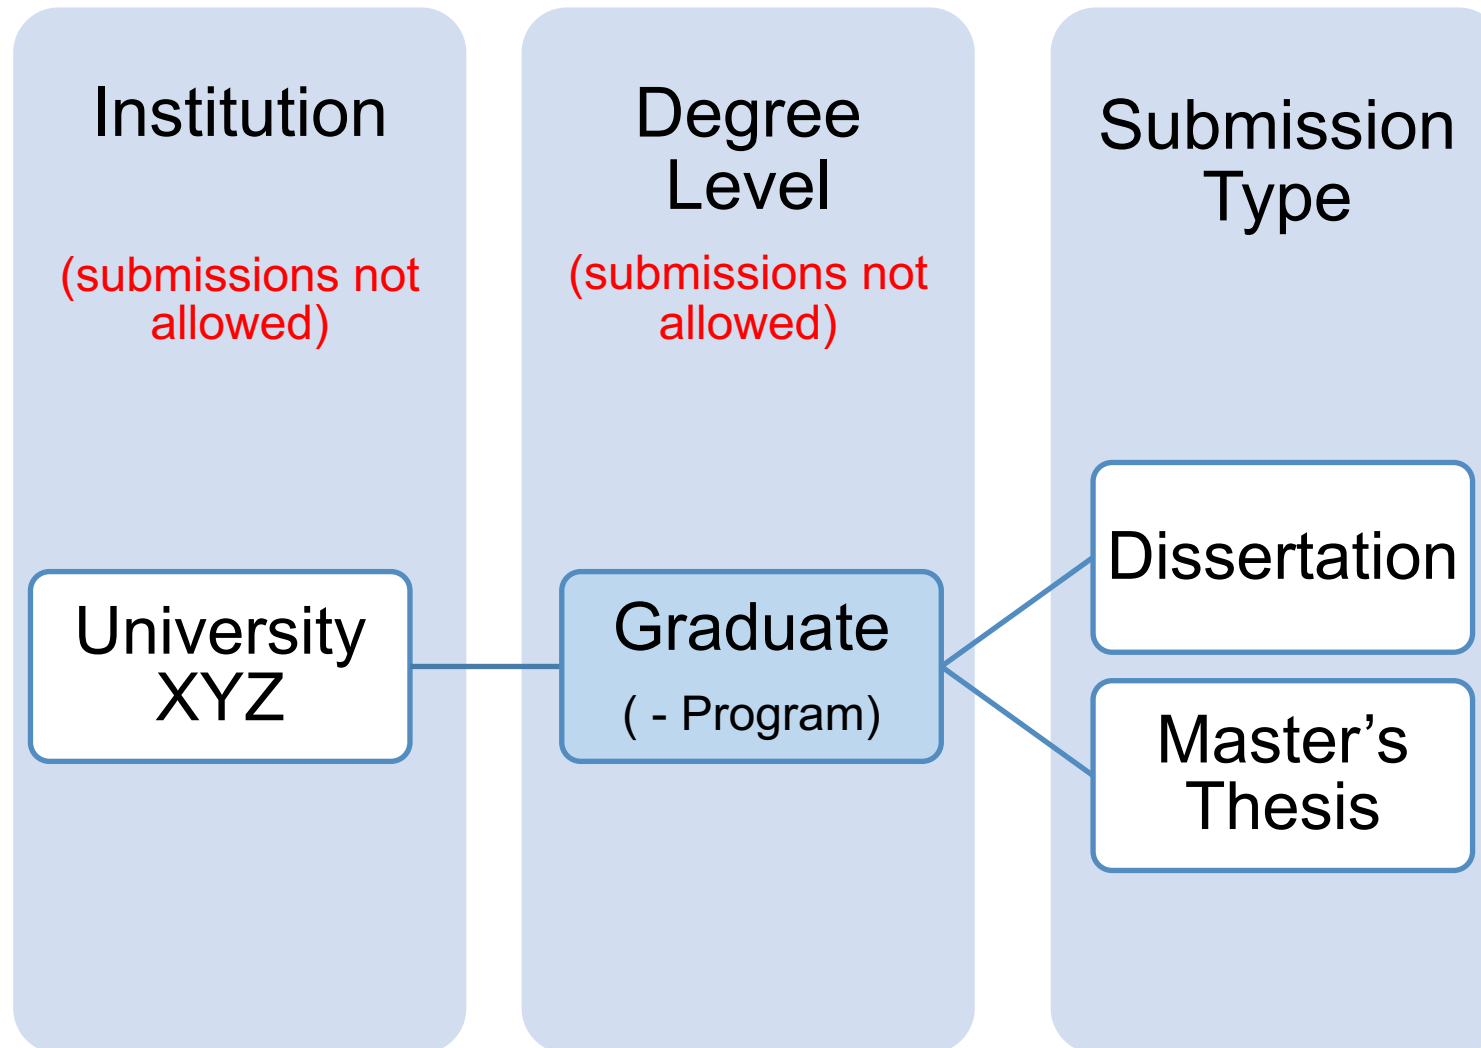 Institution
(submissions not
allowed)
University
XYZ
Degree
Level
(submissions not
allowed)
Graduate
( - Program)
Submission
Type
Dissertation
Master’s
Thesis